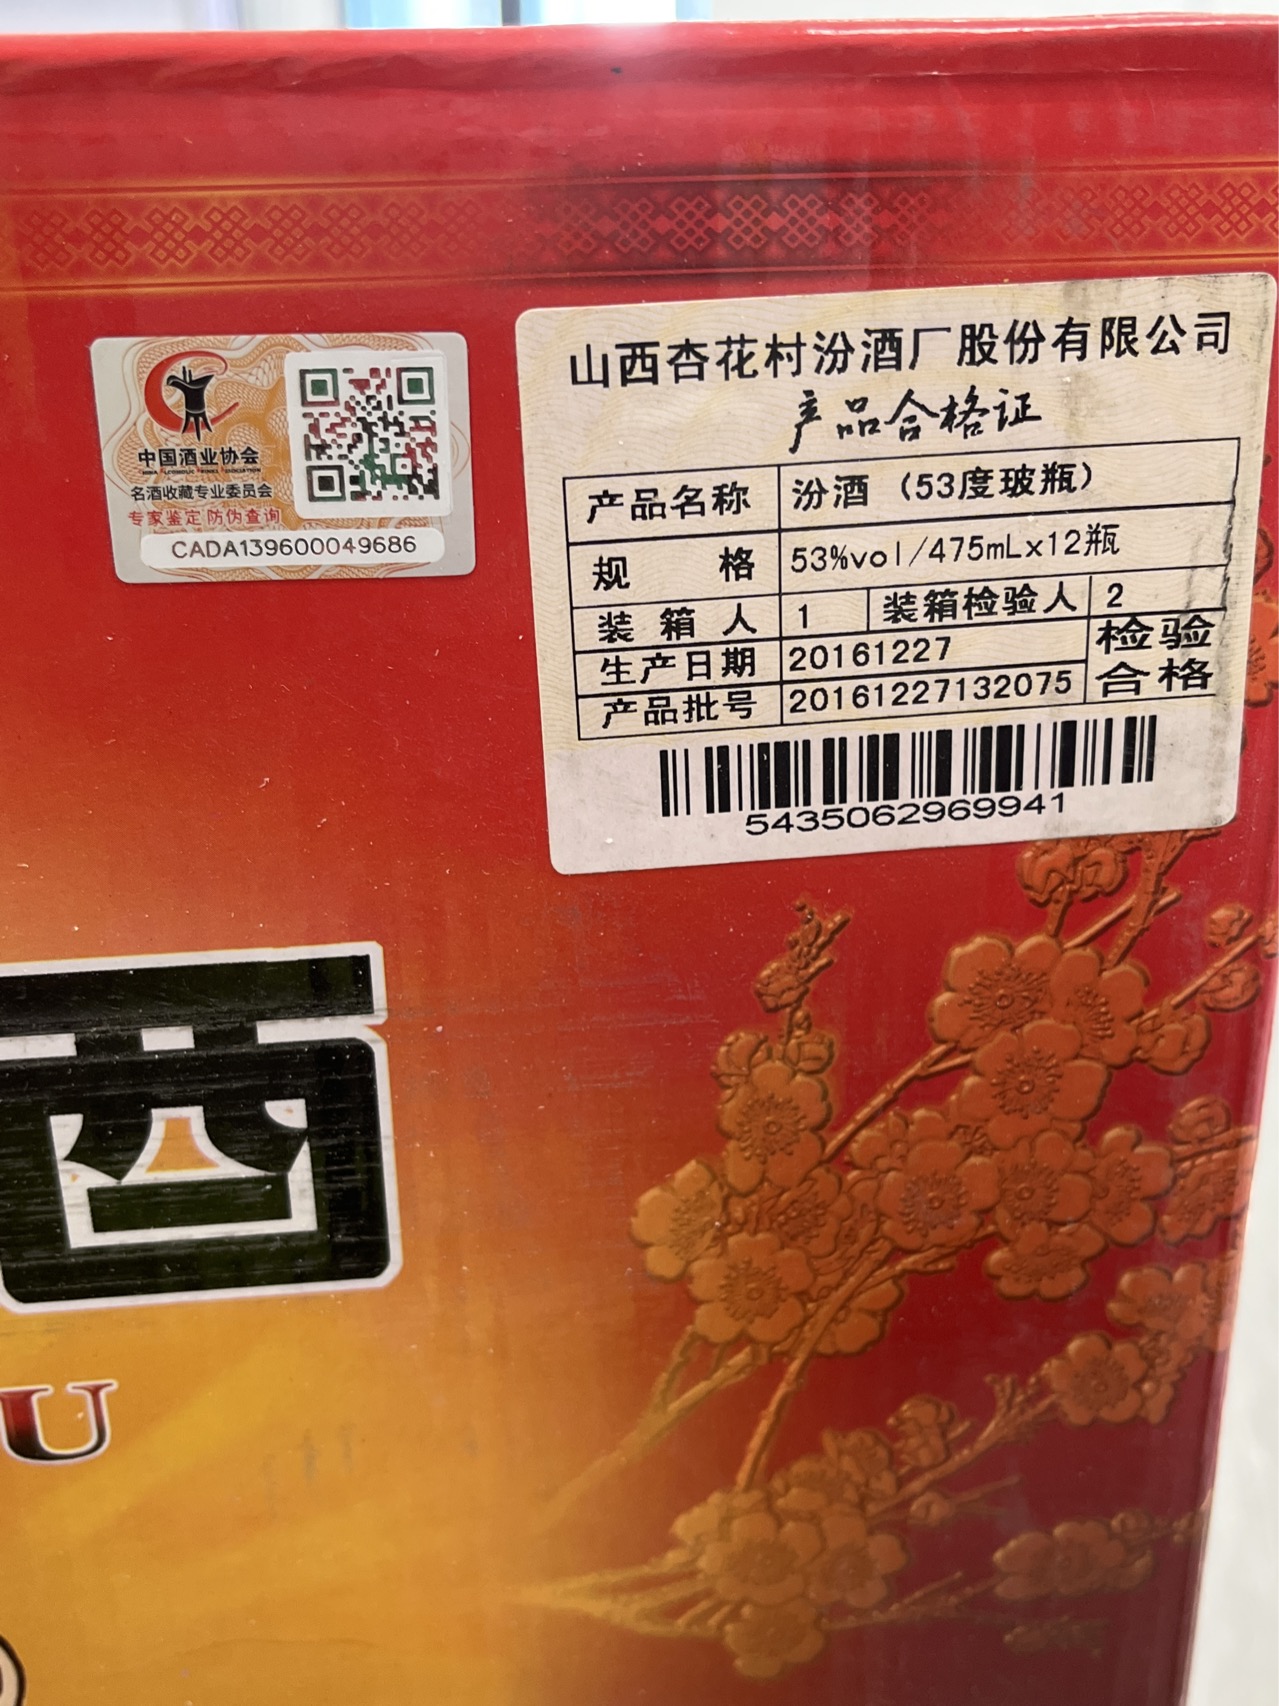 中国酒业协会
CHINA ALCOHOLIC DRINKS ASSOCIATION
名酒收藏专业委员会
专家鉴定 防伪查询
CADA139600049686
山西杏花村汾酒厂股份有限公司
产品合格证
产品名称 汾酒（53度玻瓶）
规 格 53%vol/475mLx12瓶
装 箱 人 1 装箱检验人 2
生产日期 20161227 检验
产品批号 20161227132075 合格
5435062969941
U